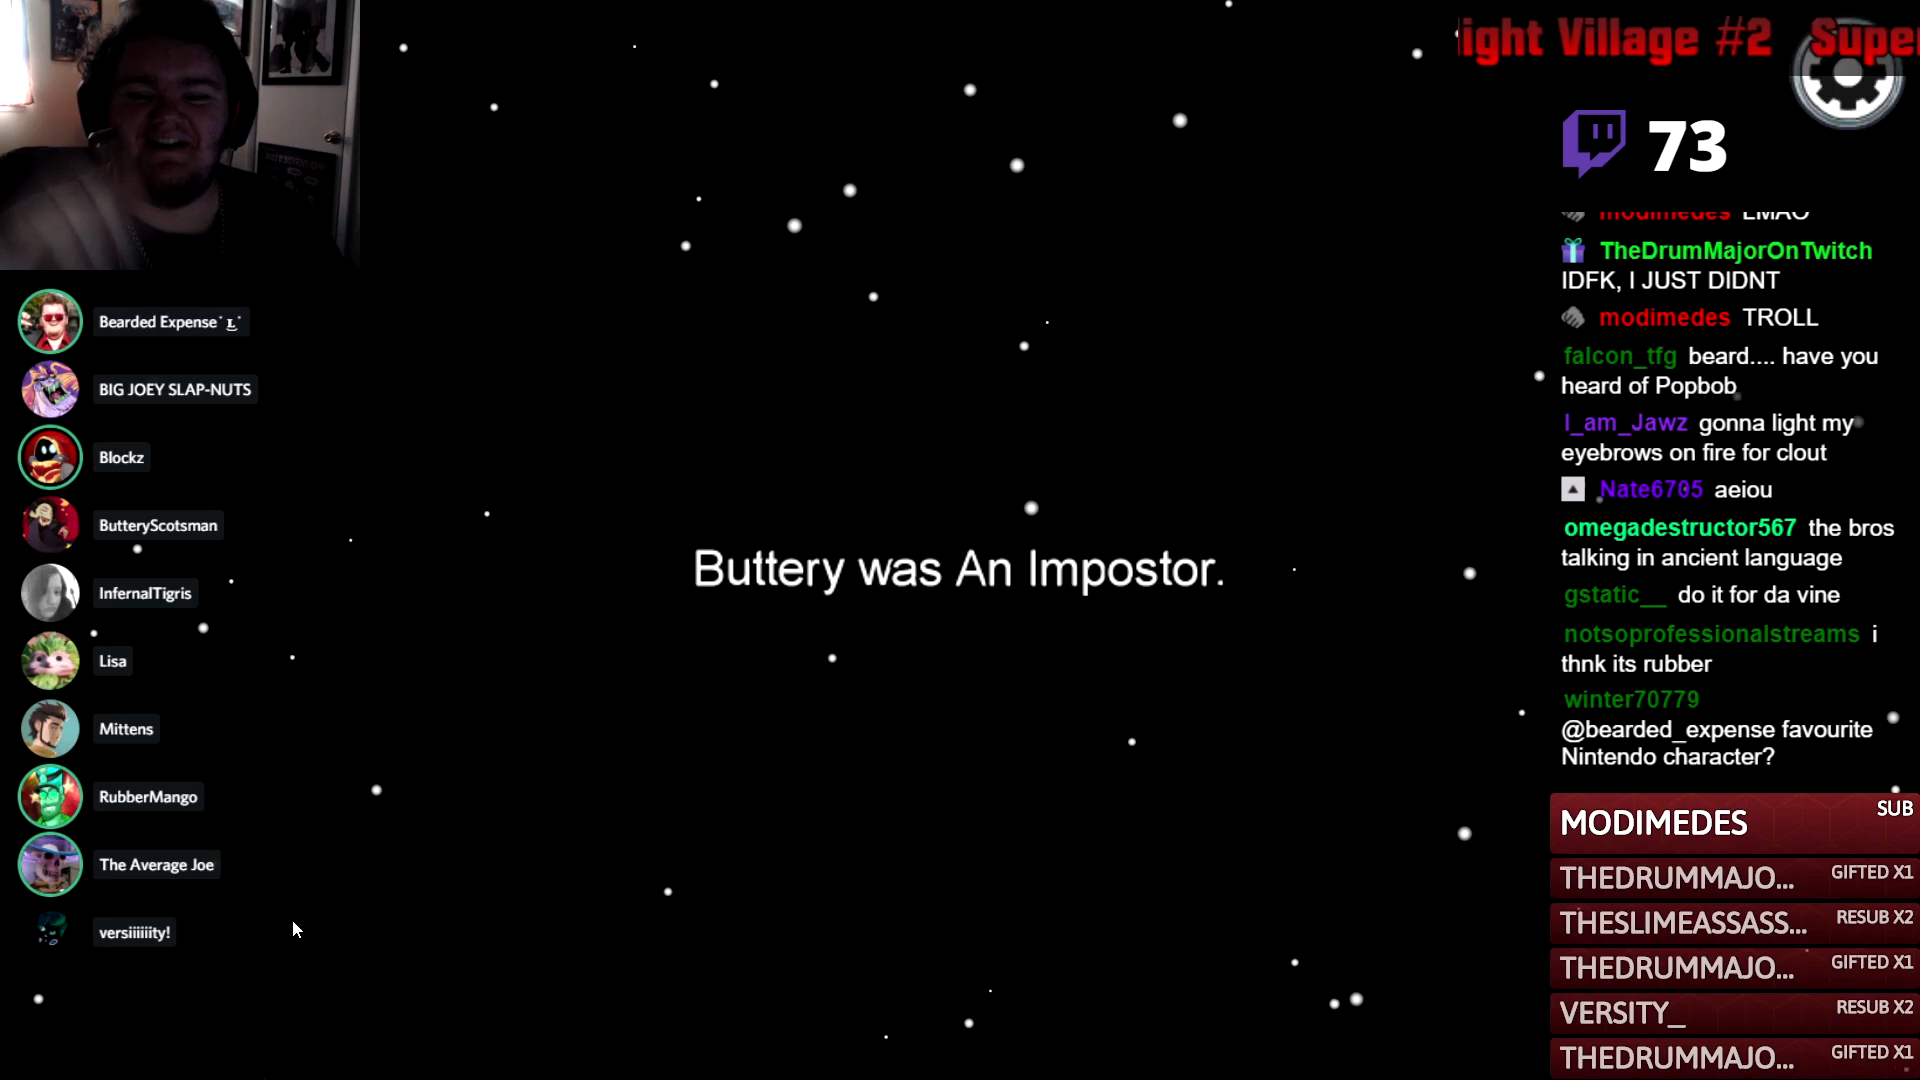 ight Village #2 Super
73
modimedes LMAO
TheDrumMajorOnTwitch
IDFK, I JUST DIDNT
modimedes TROLL
falcon_tfg beard.... have you
heard of Popbob
I_am_Jawz gonna light my
eyebrows on fire for clout
Nate6705 aeiou
omegadestructor567 the bros
talking in ancient language
gstatic__ do it for da vine
notsoprofessionalstreams i
thnk its rubber
winter70779
@bearded_expense favourite
Nintendo character?
MODIMEDES SUB
THEDRUMMAJO... GIFTED X1
THESLIMEASSASS... RESUB X2
THEDRUMMAJO... GIFTED X1
VERSITY_ RESUB X2
THEDRUMMAJO... GIFTED X1
Bearded Expense
BIG JOEY SLAP-NUTS
Blockz
ButteryScotsman
InfernalTigris
Lisa
Mittens
RubberMango
The Average Joe
versiiiiiity!
Buttery was An Impostor.